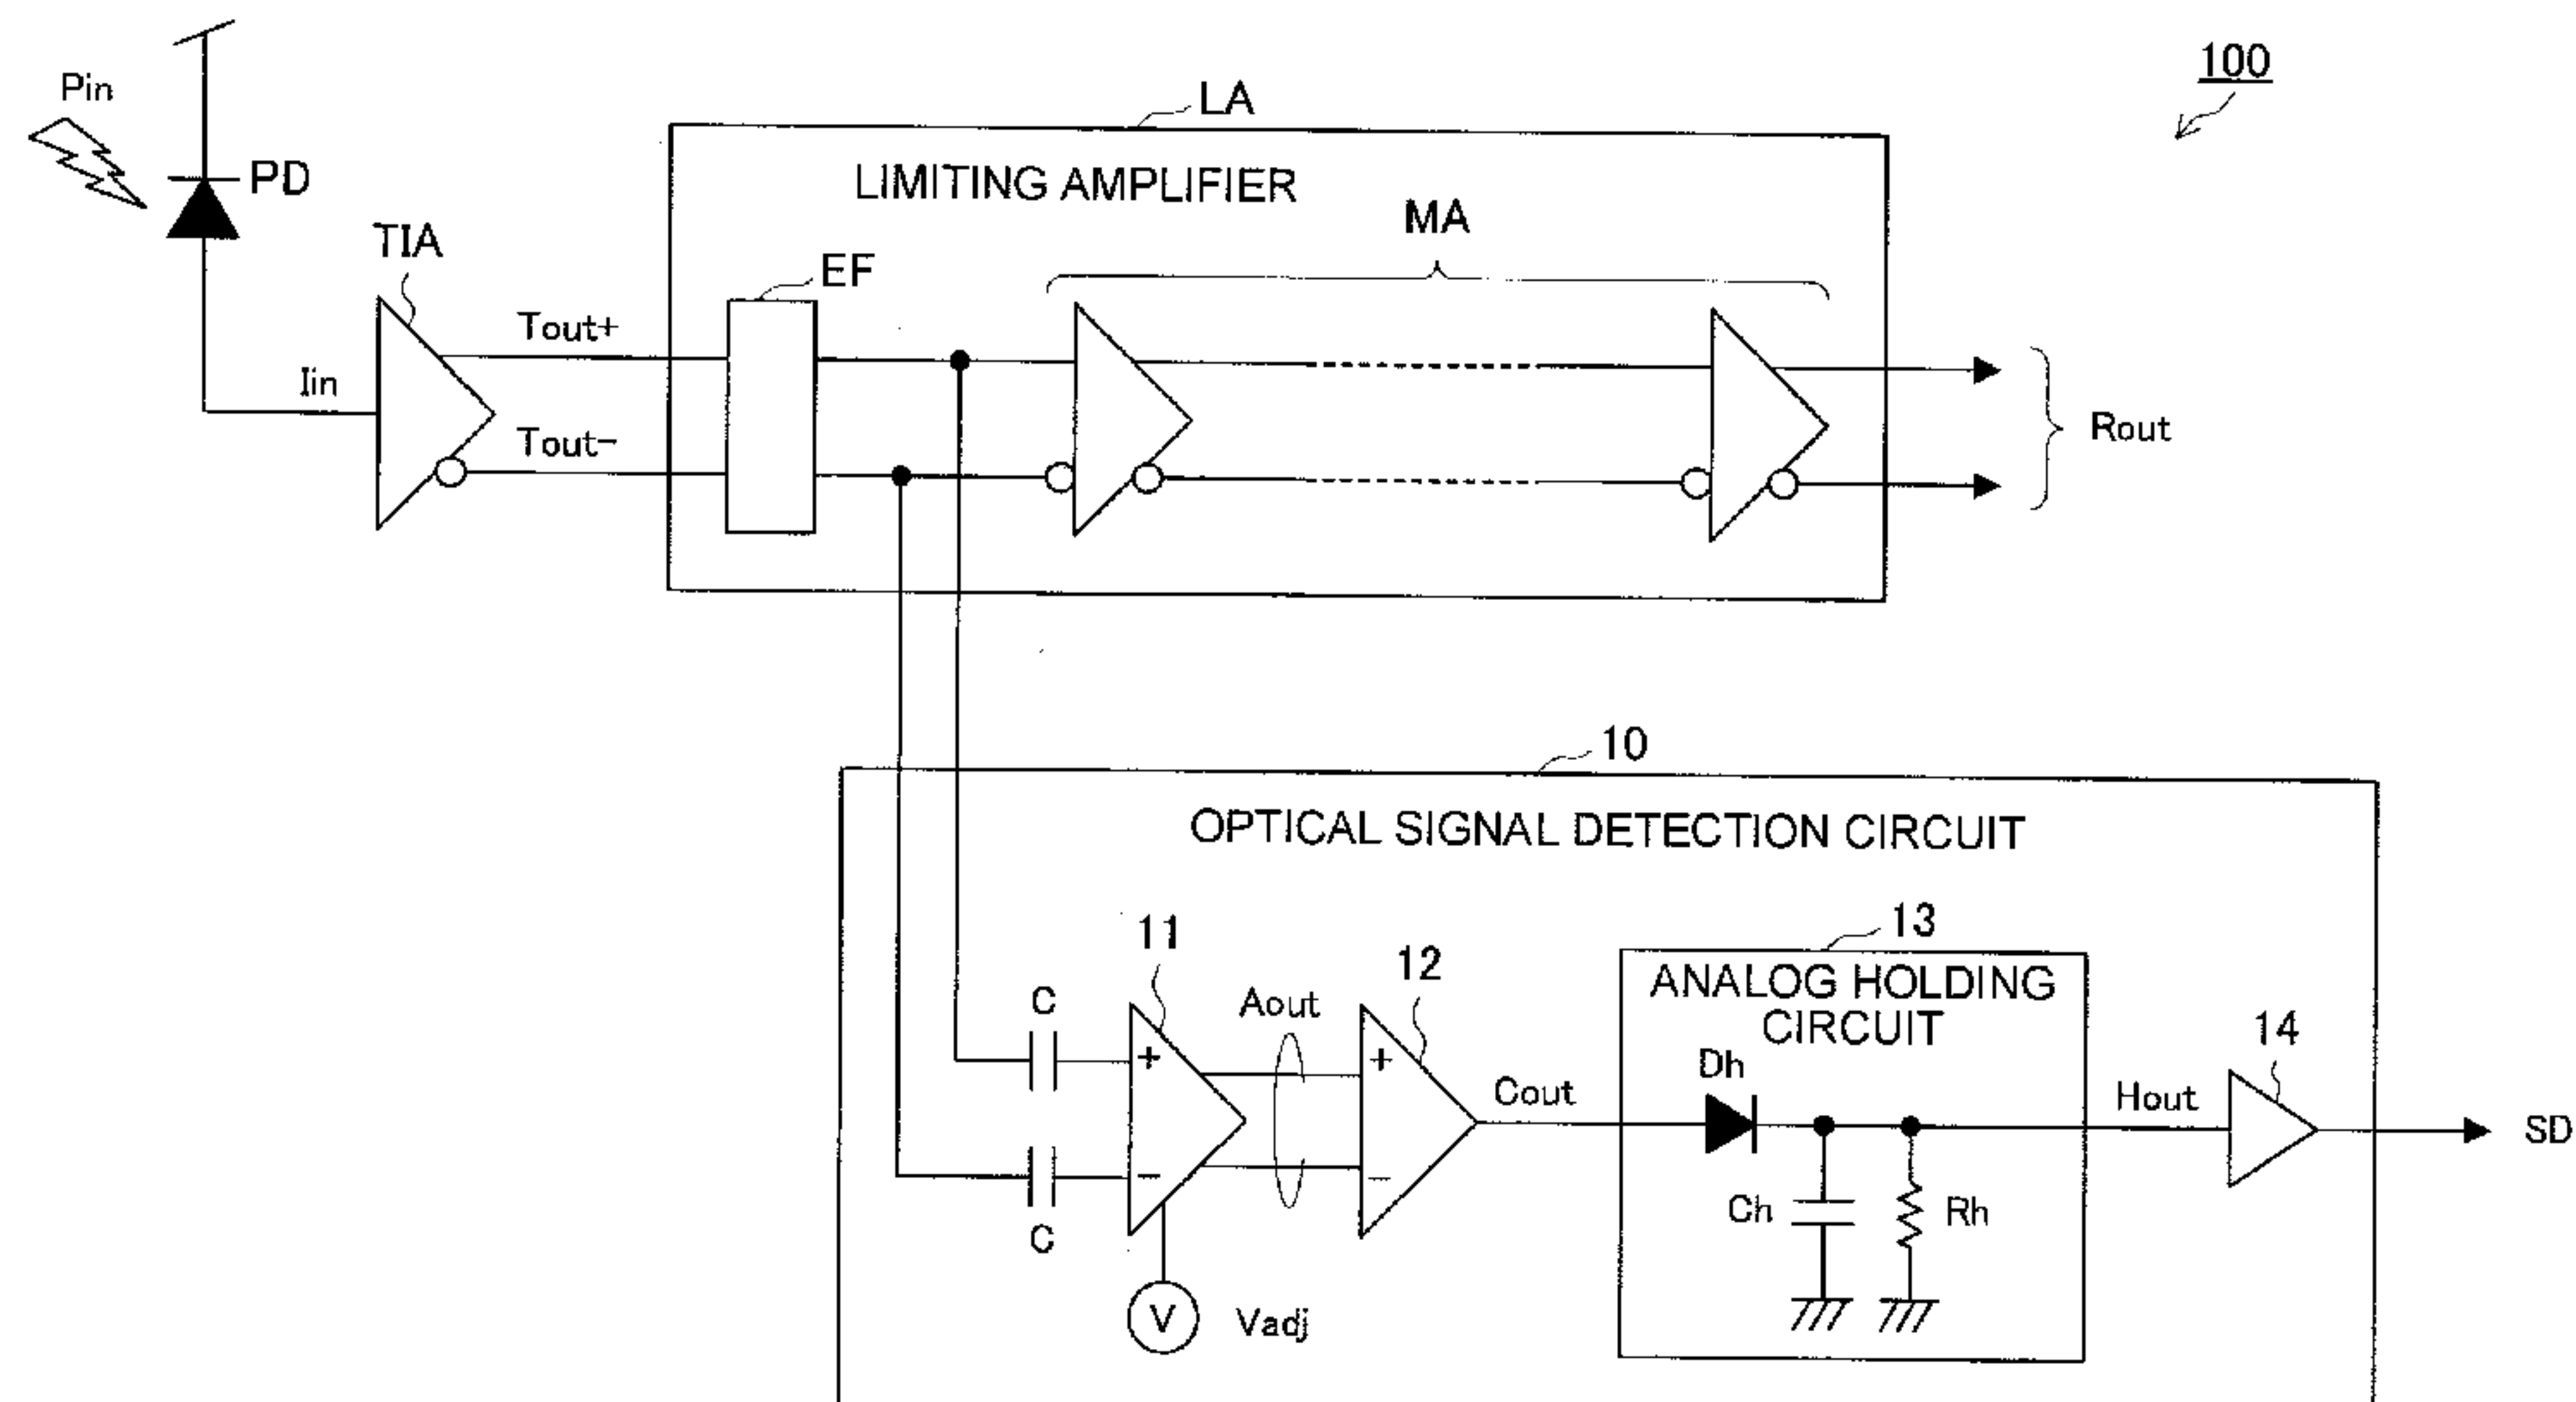 100
Pin
LA
PD
LIMITING AMPLIFIER
MA
TIA
EF
Tout+
Iin
Tout-
Rout
10
OPTICAL SIGNAL DETECTION CIRCUIT
11
12
13
ANALOG HOLDING
CIRCUIT
14
C
Aout
+
+
Dh
Cout
Hout
SD
−
−
C
Ch
Rh
V
Vadj